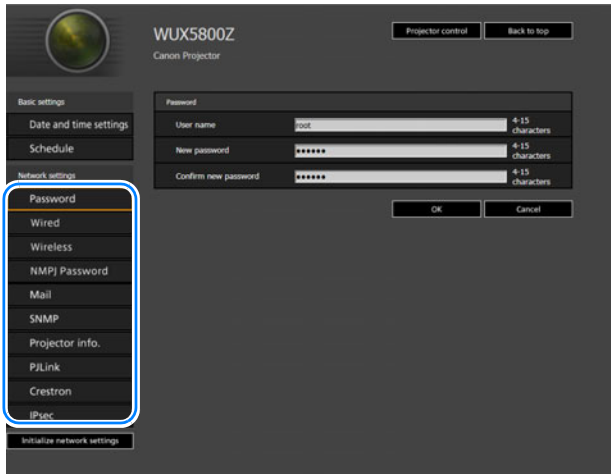 WUX5800Z
Canon Projector
Projector control
Back to top
Basic settings
Date and time settings
Schedule
Network settings
Password
Wired
Wireless
NMPJ Password
Mail
SNMP
Projector info.
PJLink
Crestron
IPsec
Initialize network settings
Password
User name root 4-15 characters
New password •••••• 4-15 characters
Confirm new password •••••• 4-15 characters
OK
Cancel